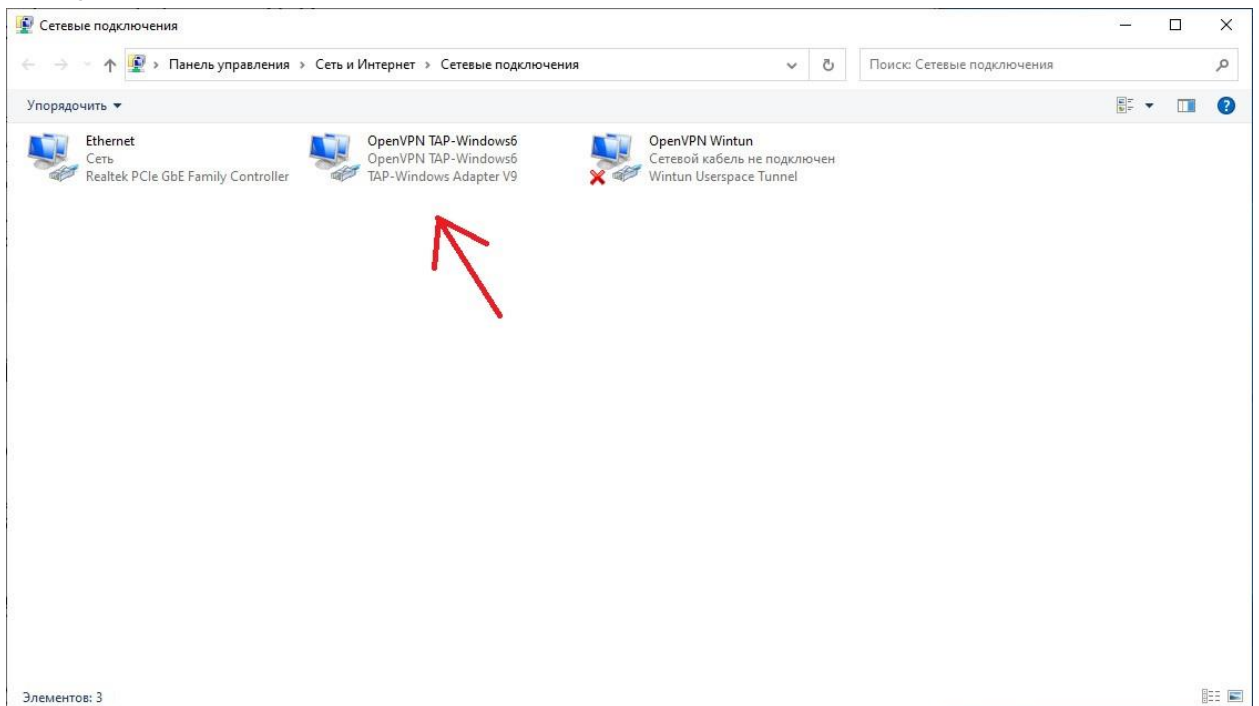 Сетевые подключения
Панель управления › Сеть и Интернет › Сетевые подключения
Поиск: Сетевые подключения
Упорядочить
Ethernet
Сеть
Realtek PCIe GbE Family Controller
OpenVPN TAP-Windows6
OpenVPN TAP-Windows6
TAP-Windows Adapter V9
OpenVPN Wintun
Сетевой кабель не подключен
Wintun Userspace Tunnel
Элементов: 3